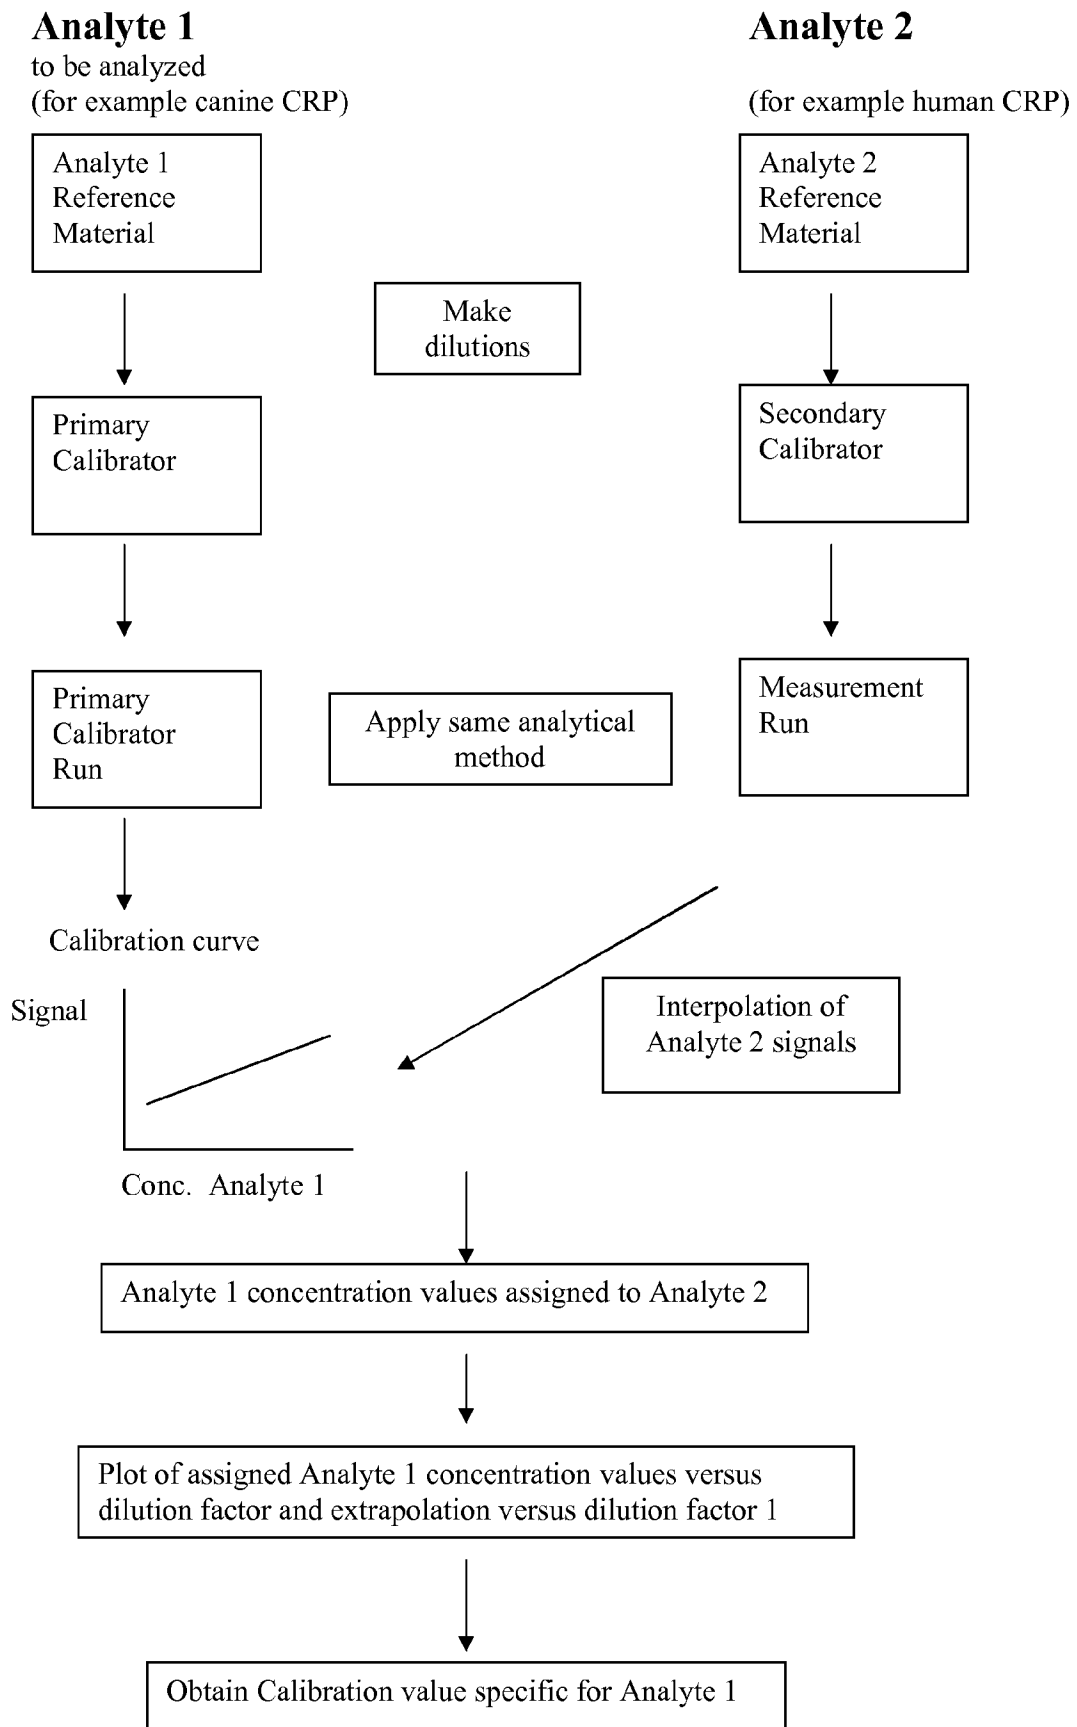 Analyte 1
to be analyzed
(for example canine CRP)
Analyte 2
(for example human CRP)
Analyte 1
Reference
Material
Analyte 2
Reference
Material
Make
dilutions
Primary
Calibrator
Secondary
Calibrator
Primary
Calibrator
Run
Apply same analytical
method
Measurement
Run
Calibration curve
Signal
Interpolation of
Analyte 2 signals
Conc. Analyte 1
Analyte 1 concentration values assigned to Analyte 2
Plot of assigned Analyte 1 concentration values versus
dilution factor and extrapolation versus dilution factor 1
Obtain Calibration value specific for Analyte 1